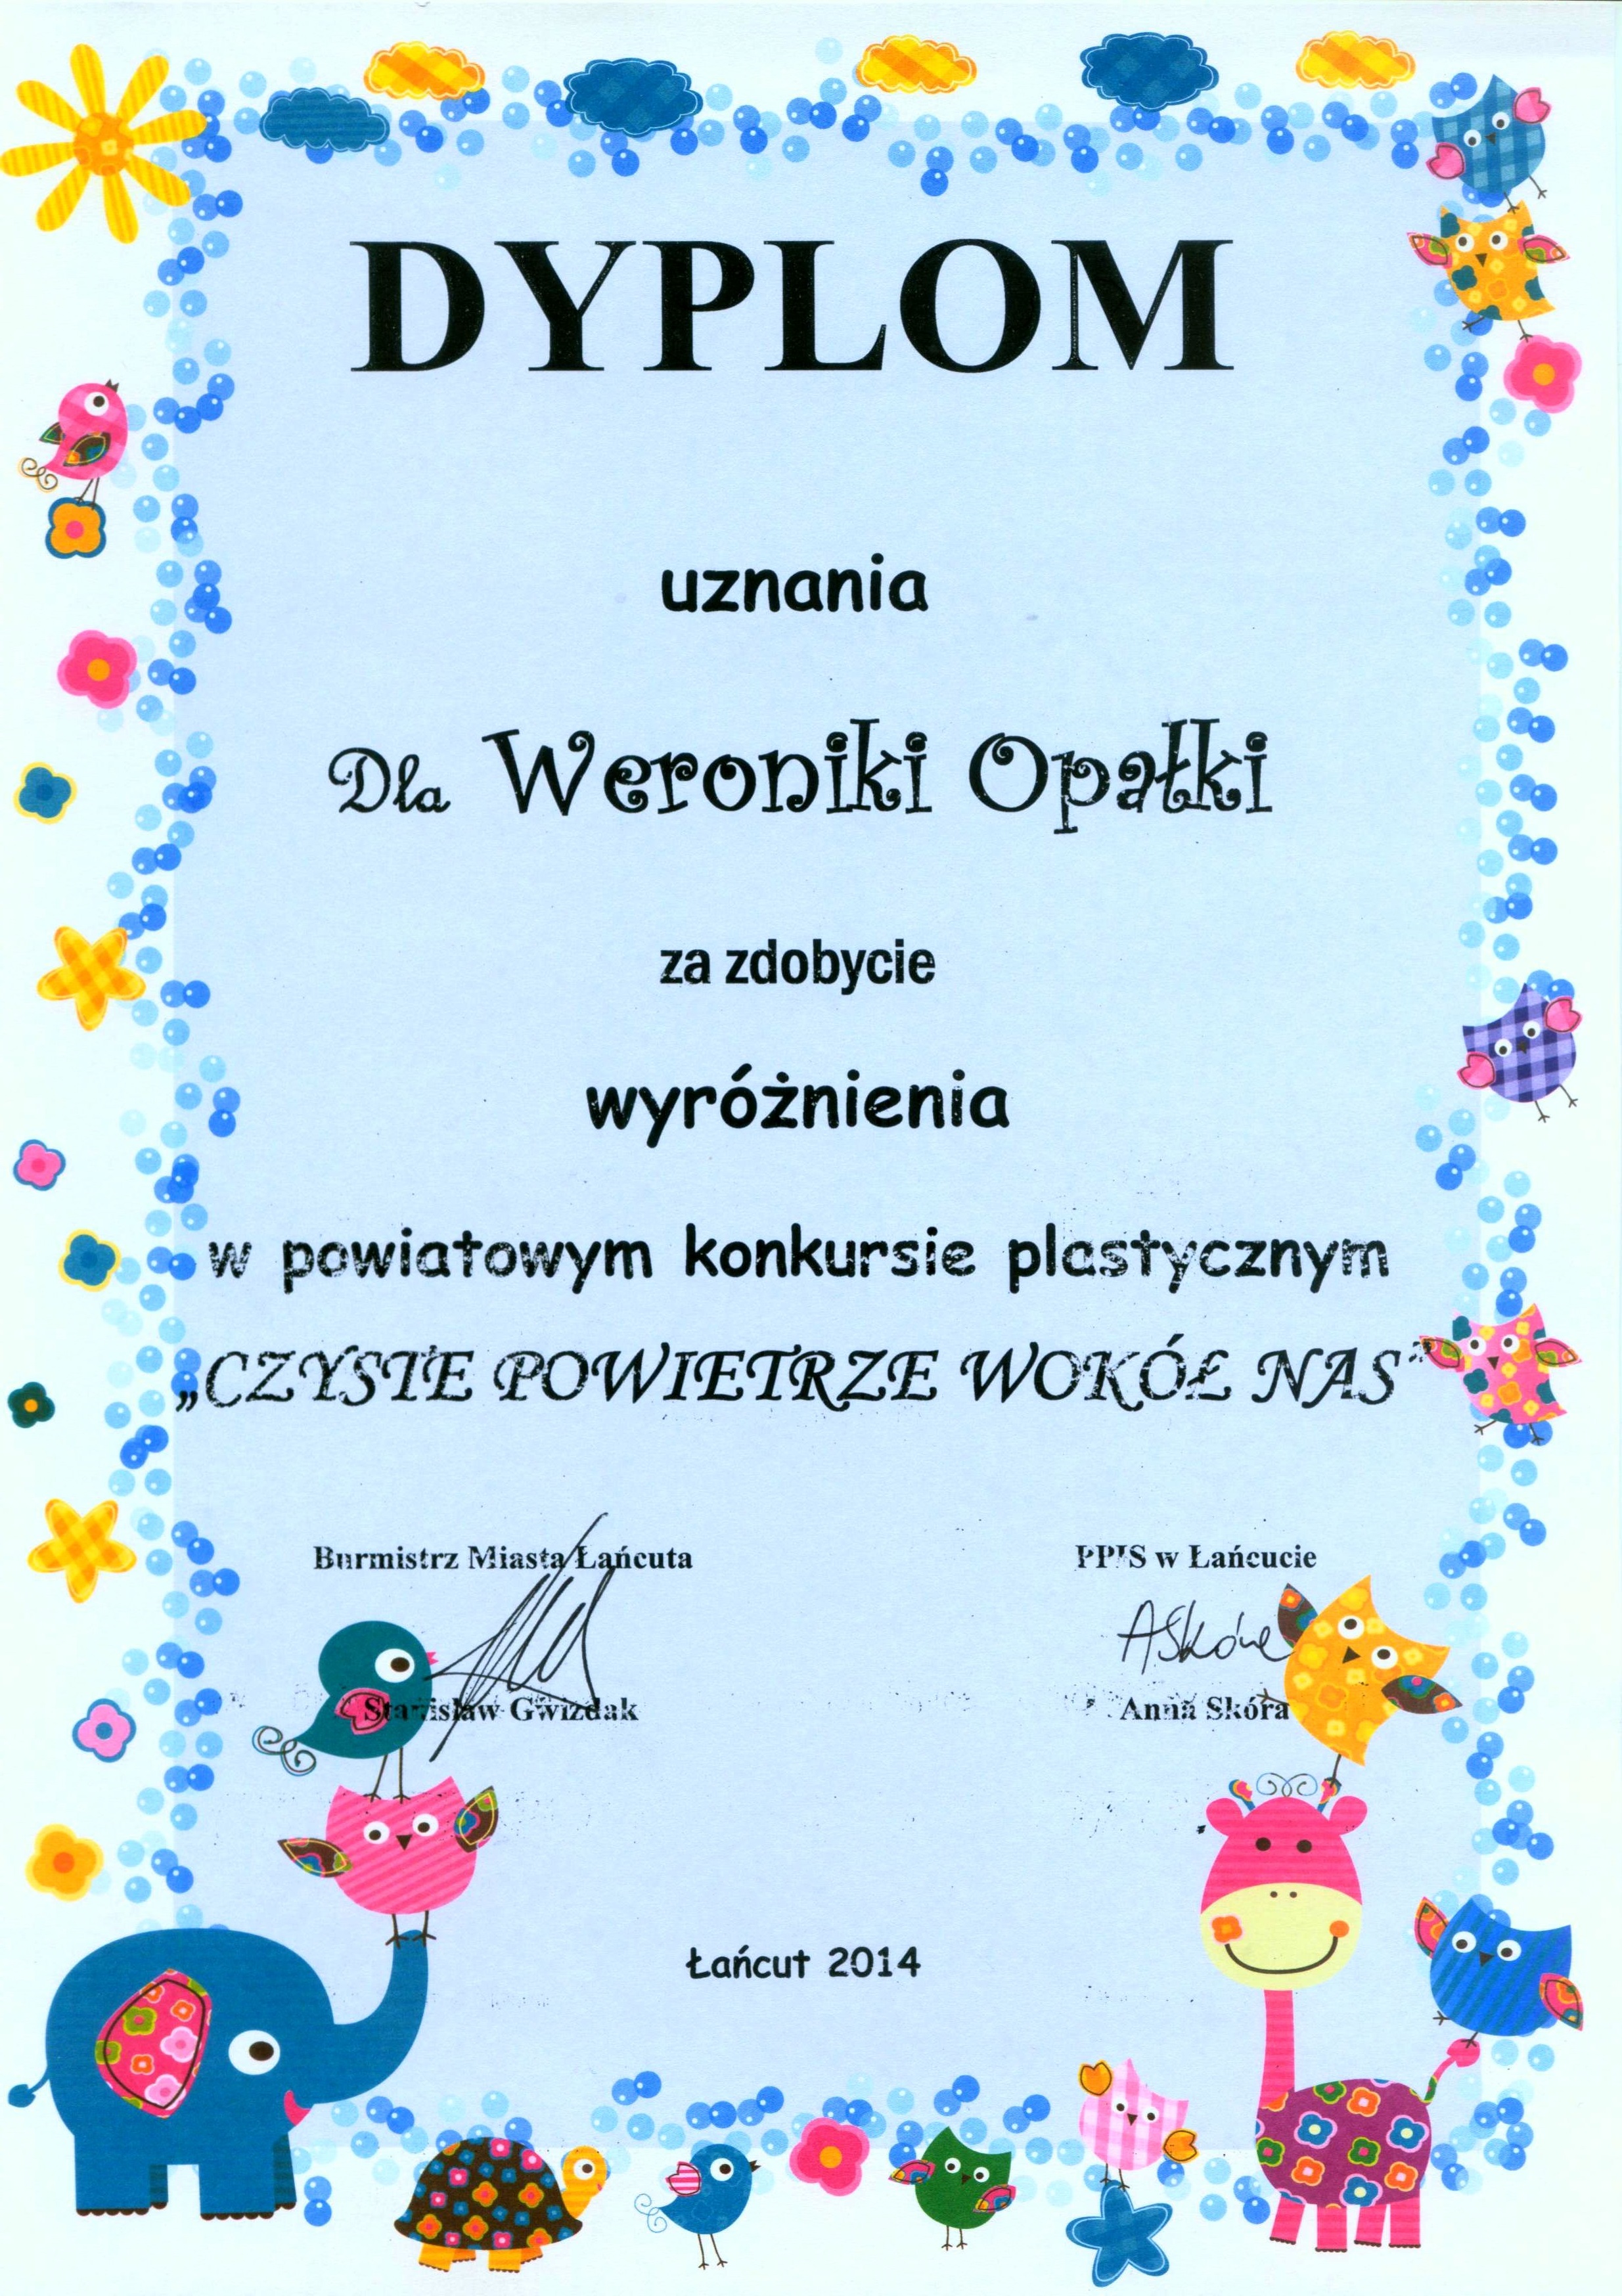 DYPLOM
uznania
Dla Weroniki Opałki
za zdobycie
wyróżnienia
w powiatowym konkursie plastycznym
„CZYSTE POWIETRZE WOKÓŁ NAS”
Burmistrz Miasta Łańcuta
PPIS w Łańcucie
ASkóra
Stanisław Gwizdak
Anna Skóra
Łańcut 2014